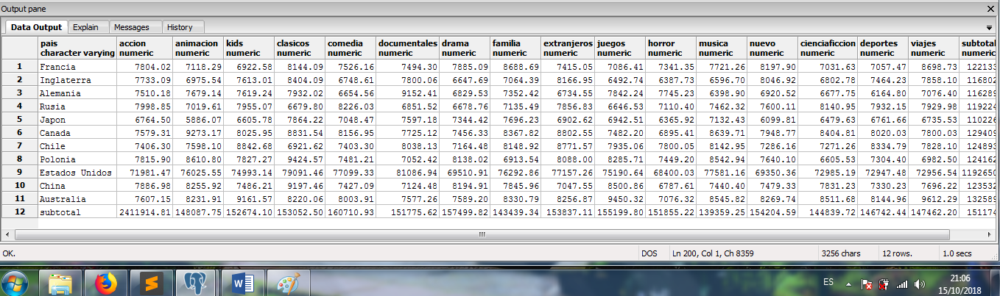 Output pane
Data Output Explain Messages History
pais accion animacion kids clasicos comedia documentales drama familia extranjeros juegos horror musica nuevo cienciaficcion deportes viajes subtotal
character varying numeric numeric numeric numeric numeric numeric numeric numeric numeric numeric numeric numeric numeric numeric numeric numeric numeric
1 Francia 7804.02 7118.29 6922.58 8144.09 7526.16 7494.30 7885.09 8688.69 7415.05 7086.41 7341.35 7721.26 8197.90 7031.63 7057.47 8698.73 122133
2 Inglaterra 7733.09 6975.54 7613.01 8404.09 6748.61 7800.06 6647.69 7064.39 8166.95 6492.74 6387.73 6596.70 8046.92 6802.78 7464.23 7858.10 116802
3 Alemania 7510.18 7679.14 7619.24 7932.02 6654.56 9152.41 6829.53 7352.42 6734.55 7842.24 7745.23 6398.90 6920.52 6677.75 6164.80 7076.40 116289
4 Rusia 7998.85 7019.61 7955.07 6679.80 8226.03 6851.52 6678.76 7135.49 7856.83 6646.53 7110.40 7462.32 7600.11 8140.95 7932.15 7929.98 119224
5 Japon 6764.50 5886.07 6605.78 7864.22 7048.47 7597.18 7344.42 7696.23 6902.62 6942.51 6365.92 7132.43 6099.81 6479.63 6761.66 6735.53 110226
6 Canada 7579.31 9273.17 8025.95 8831.54 8156.95 7725.12 7456.33 8367.82 8802.55 7482.20 6895.41 8639.71 7948.77 8404.81 8020.03 7800.03 129409
7 Chile 7406.30 7598.10 8842.68 6921.62 7403.30 8038.13 7164.48 8148.92 8771.57 7935.06 7800.05 8142.95 7286.16 7271.26 8334.79 7828.10 124893
8 Polonia 7815.90 8610.80 7827.27 9424.57 7481.21 7052.42 8138.02 6913.54 8088.00 8285.71 7449.20 8542.94 7640.10 6605.53 7304.40 6982.50 124162
9 Estados Unidos 71981.47 76025.55 74993.14 79091.46 77099.33 81086.94 69510.91 76292.86 77157.26 75190.64 68400.03 77581.16 69350.36 72985.19 72947.48 72956.54 1192650
10 China 7886.98 8255.92 7486.21 9197.46 7427.09 7124.48 8194.91 7845.96 7047.55 8500.86 6787.61 7440.40 7479.33 7831.23 7330.23 7696.22 123532
11 Australia 7607.15 8231.91 9161.57 8220.06 8003.91 7577.26 7589.20 8330.79 8256.87 9450.32 7076.32 8545.82 8269.74 8511.68 8144.96 9612.29 132589
12 subtotal 2411914.81 148087.75 152674.10 153052.50 160710.93 151775.62 157499.82 143439.34 153837.11 155199.80 151855.22 139359.25 154204.59 144839.72 146742.44 147462.20 151174
OK. DOS Ln 200, Col 1, Ch 8359 3256 chars 12 rows. 1.0 secs
ES 21:06
15/10/2018